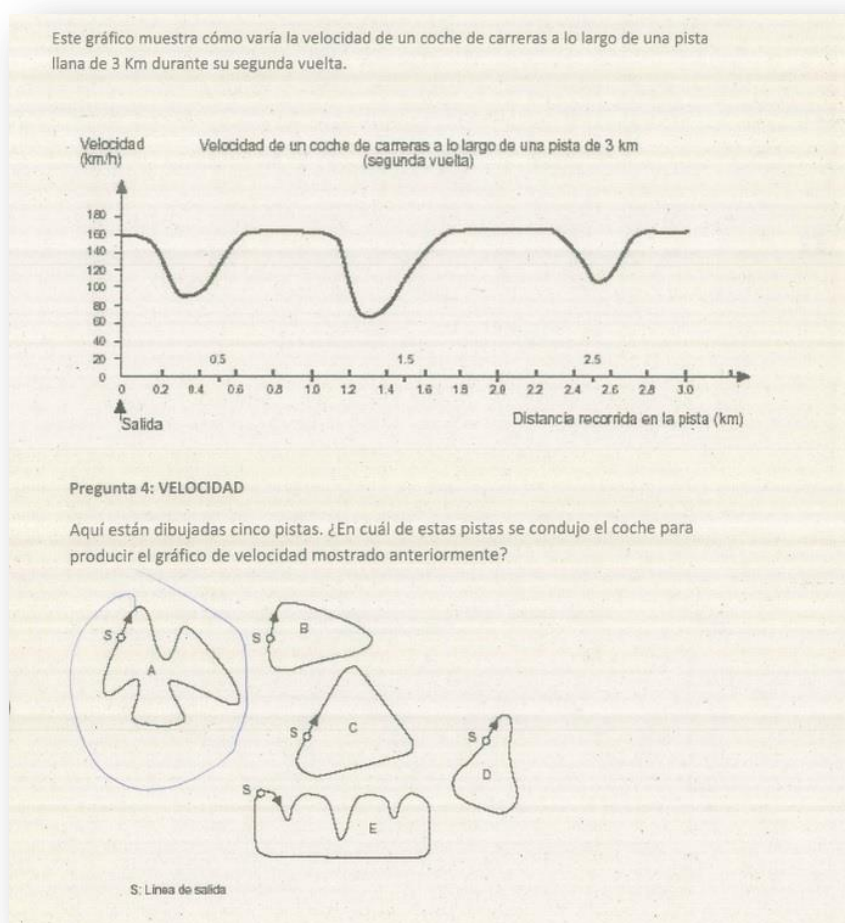 Este gráfico muestra cómo varía la velocidad de un coche de carreras a lo largo de una pista
llana de 3 Km durante su segunda vuelta.
Velocidad
(km/h)
Velocidad de un coche de carreras a lo largo de una pista de 3 km
(segunda vuelta)
180
160
140
120
100
80
60
40
20
0
0.5
1.5
2.5
0 0.2 0.4 0.6 0.8 1.0 1.2 1.4 1.6 1.8 2.0 2.2 2.4 2.6 2.8 3.0
Salida
Distancia recorrida en la pista (km)
Pregunta 4: VELOCIDAD
Aquí están dibujadas cinco pistas. ¿En cuál de estas pistas se condujo el coche para
producir el gráfico de velocidad mostrado anteriormente?
S
A
S
B
S
C
S
D
S
E
S: Línea de salida